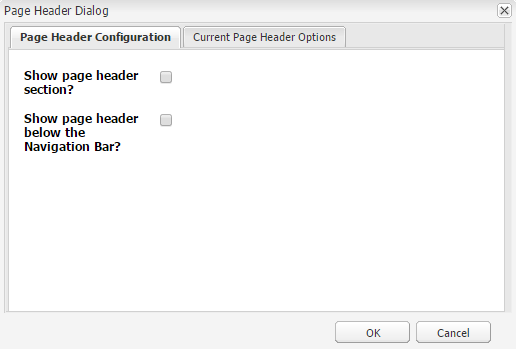 Page Header Dialog
Page Header Configuration
Current Page Header Options
Show page header
section?
Show page header
below the
Navigation Bar?
OK
Cancel